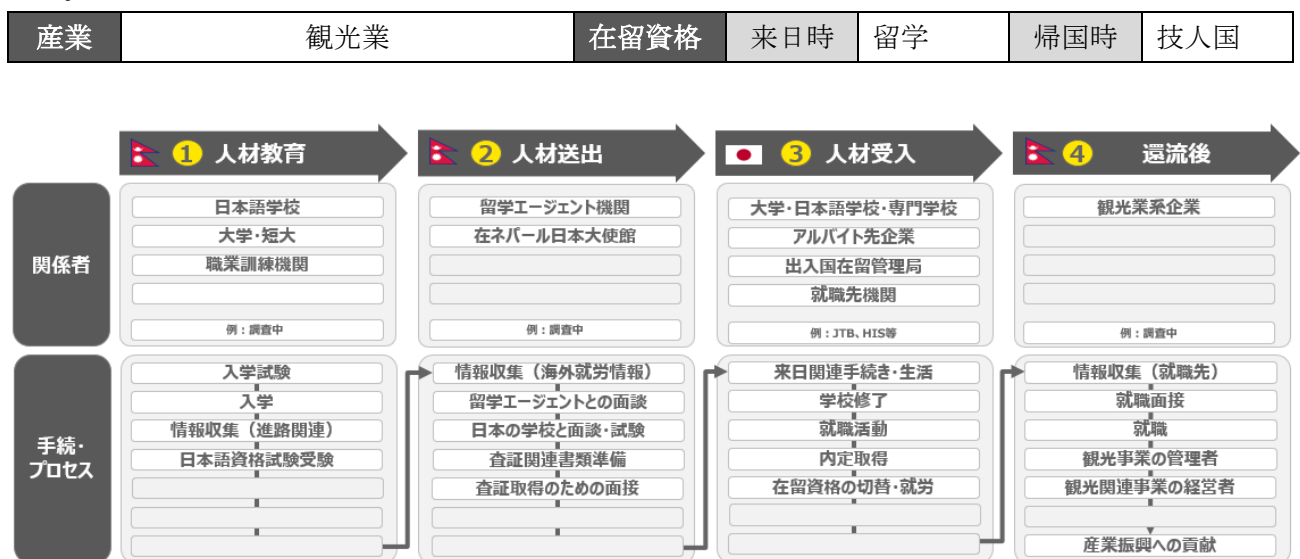 産業 観光業 在留資格 来日時 留学 帰国時 技人国
1 人材教育
2 人材送出
3 人材受入
4 還流後
関係者
日本語学校
大学・短大
職業訓練機関
例:調査中
留学エージェント機関
在ネパール日本大使館
例:調査中
大学・日本語学校・専門学校
アルバイト先企業
出入国在留管理局
就職先機関
例:JTB、HIS等
観光業系企業
例:調査中
手続・
プロセス
入学試験
入学
情報収集(進路関連)
日本語資格試験受験
情報収集(海外就労情報)
留学エージェントとの面談
日本の学校と面談・試験
査証関連書類準備
査証取得のための面接
来日関連手続き・生活
学校修了
就職活動
内定取得
在留資格の切替・就労
情報収集(就職先)
就職面接
就職
観光事業の管理者
観光関連事業の経営者
産業振興への貢献